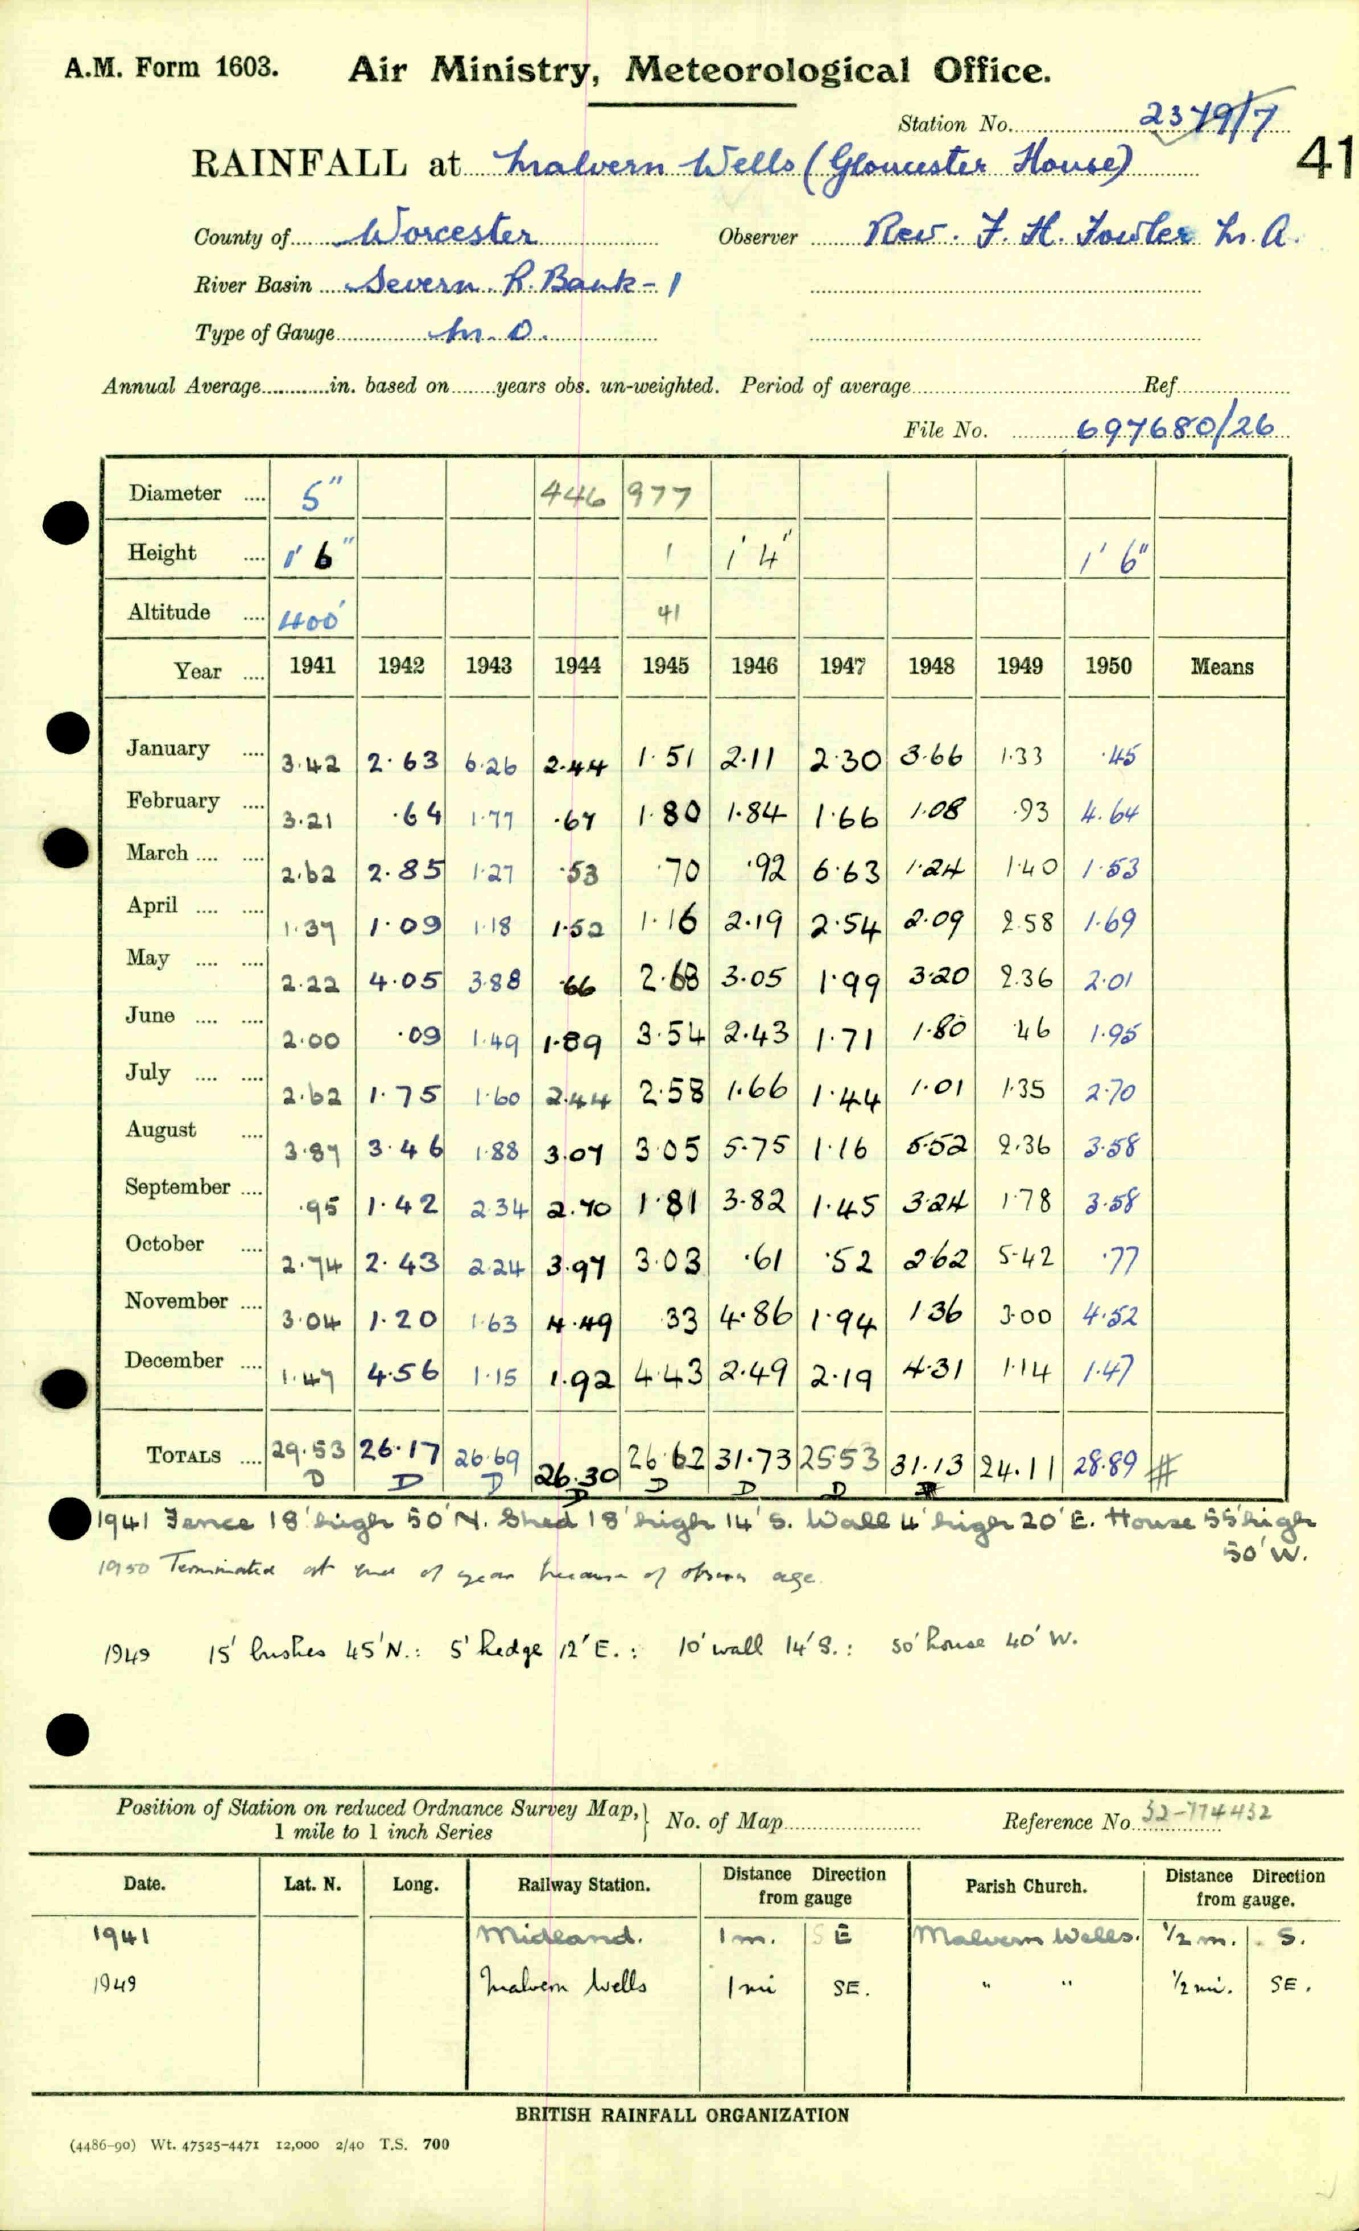 A.M. Form 1603. Air Ministry, Meteorological Office.
Station No. 2379/7
41
RAINFALL at Malvern Wells (Gloucester House)
County of Worcester Observer Rev. F. H. Fowler M.A.
River Basin Severn R. Bank - 1
Type of Gauge M.O.
Annual Average............in. based on.......years obs. un-weighted. Period of average Ref
File No. 697680/26
Diameter .... 5" 446 977
Height .... 1' 6" 1 1' 4" 1' 6"
Altitude .... 400' 41
Year .... 1941 1942 1943 1944 1945 1946 1947 1948 1949 1950 Means
January .... 3.42 2.63 6.26 2.44 1.51 2.11 2.30 3.66 1.33 .45
February .... 3.21 .64 1.77 .67 1.80 1.84 1.66 1.08 .93 4.64
March .... .... 2.62 2.85 1.27 .53 .70 .92 6.63 1.24 1.40 1.53
April .... .... 1.37 1.09 1.18 1.52 1.16 2.19 2.54 2.09 2.58 1.69
May .... .... 2.22 4.05 3.88 .66 2.68 3.05 1.99 3.20 2.36 2.01
June .... .... 2.00 .09 1.49 1.89 3.54 2.43 1.71 1.80 .46 1.95
July .... .... 2.62 1.75 1.60 2.44 2.58 1.66 1.44 1.01 1.35 2.70
August .... 3.87 3.46 1.88 3.07 3.05 5.75 1.16 5.52 2.36 3.58
September .... .95 1.42 2.34 2.70 1.81 3.82 1.45 3.24 1.78 3.58
October .... 2.74 2.43 2.24 3.97 3.03 .61 .52 2.62 5.42 .77
November .... 3.04 1.20 1.63 4.49 .33 4.86 1.94 1.36 3.00 4.52
December .... 1.47 4.56 1.15 1.92 4.43 2.49 2.19 4.31 1.14 1.47
TOTALS .... 29.53 26.17 26.69 26.30 26.62 31.73 25.53 31.13 24.11 28.89 #
D D D D D D D
1941 Fence 18' high 50' N. Shed 18' high 14' S. Wall 4' high 20' E. House 55' high
50' W.
1950 Terminated at end of year because of age.
1949 15' bushes 45' N.: 5' hedge 12' E.: 10' wall 14' S.: 50' house 40' W.
Position of Station on reduced Ordnance Survey Map, } No. of Map Reference No. 32-774432
1 mile to 1 inch Series
Date. Lat. N. Long. Railway Station. Distance Direction from gauge Parish Church. Distance Direction from gauge.
1941 Midland. 1 m. S E Malvern Wells. 1/2 m. S.
1949 Malvern Wells 1 mi SE. " " 1/2 mi. SE.
BRITISH RAINFALL ORGANIZATION
(4486-90) Wt. 47525-4471 12,000 2/40 T.S. 700